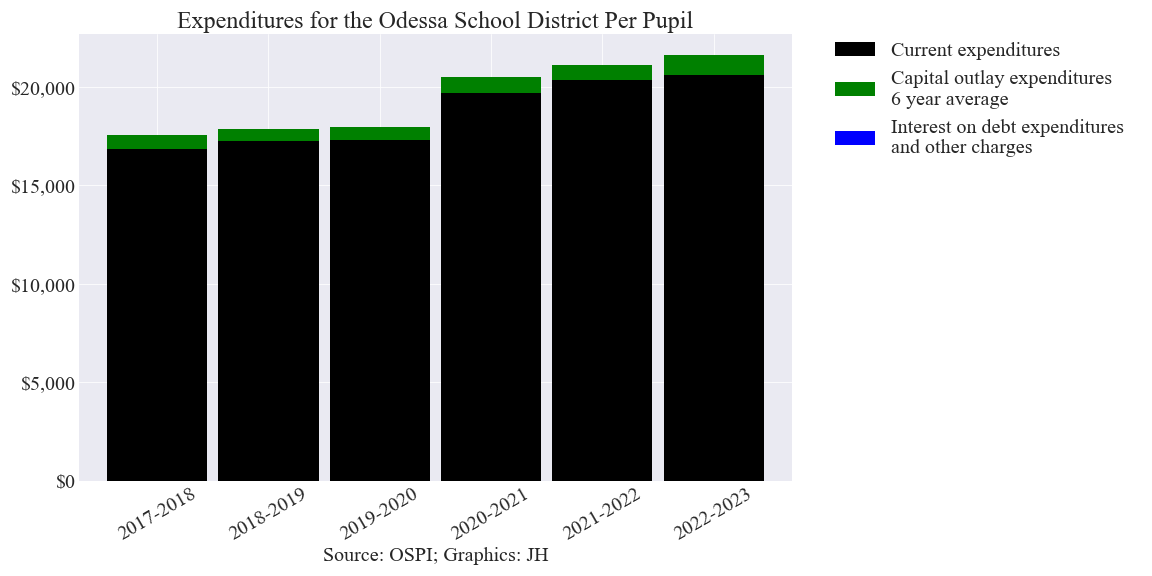 Expenditures for the Odessa School District Per Pupil
$20,000
$15,000
$10,000
$5,000
$0
2017-2018
2018-2019
2019-2020
2020-2021
2021-2022
2022-2023
Source: OSPI; Graphics: JH
Current expenditures
Capital outlay expenditures
6 year average
Interest on debt expenditures
and other charges